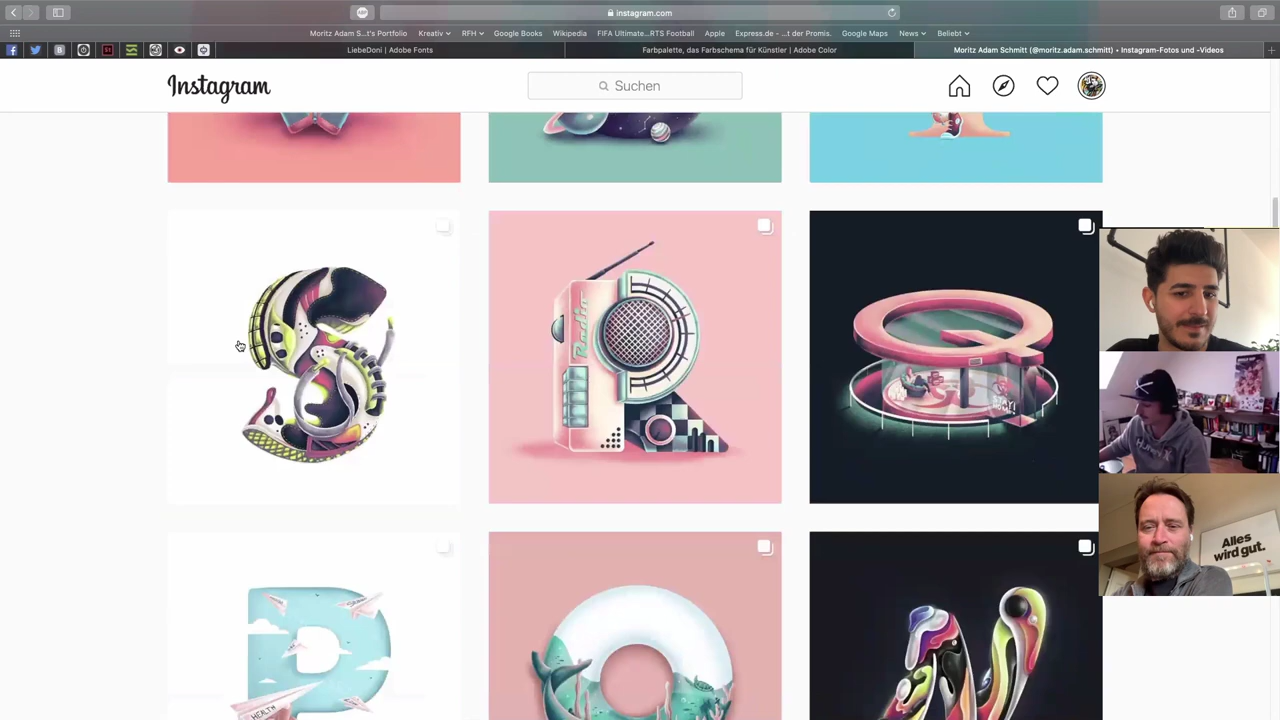 instagram.com
Moritz Adam S...t's Portfolio Kreativ RFH Google Books Wikipedia FIFA Ultimate...RTS Football Apple Express.de - ...t der Promis. Google Maps News Beliebt
LiebeDoni | Adobe Fonts
Farbpalette, das Farbschema für Künstler | Adobe Color
Moritz Adam Schmitt (@moritz.adam.schmitt) • Instagram-Fotos und -Videos
Instagram
Suchen
Radio
Alles
wird gut.
HEALTH